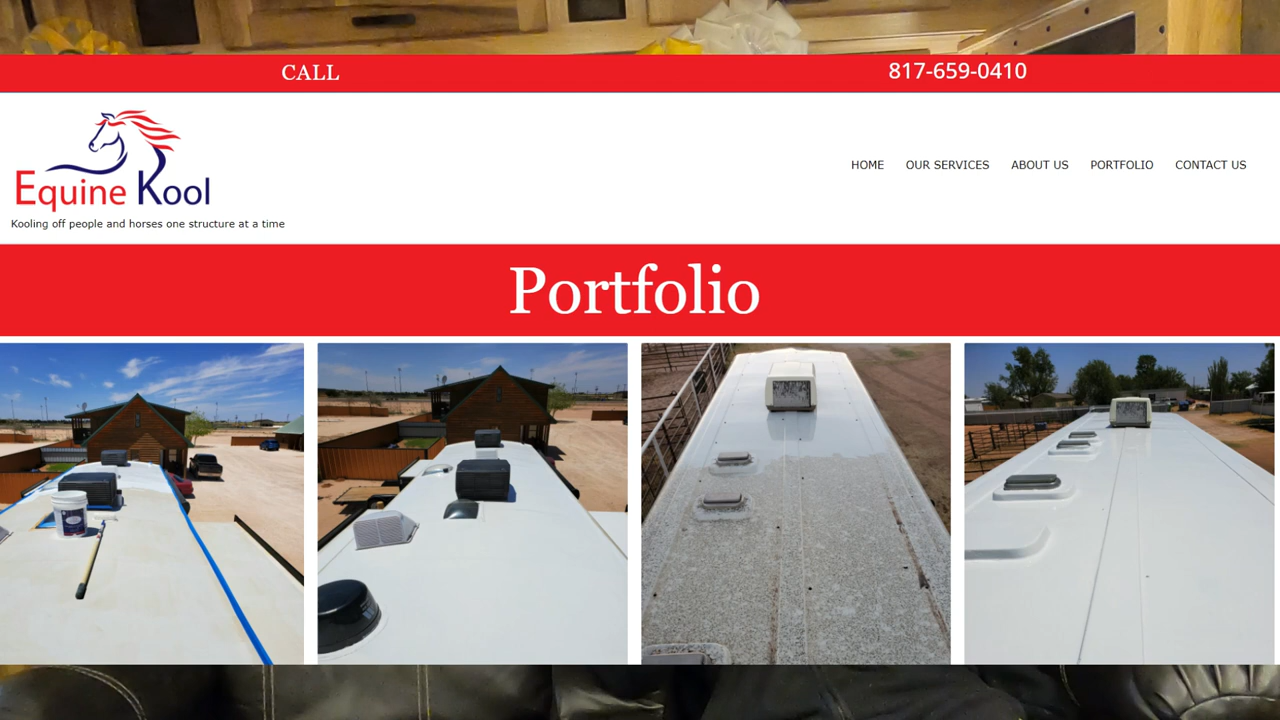 CALL
817-659-0410
Equine Kool
Kooling off people and horses one structure at a time
HOME OUR SERVICES ABOUT US PORTFOLIO CONTACT US
Portfolio